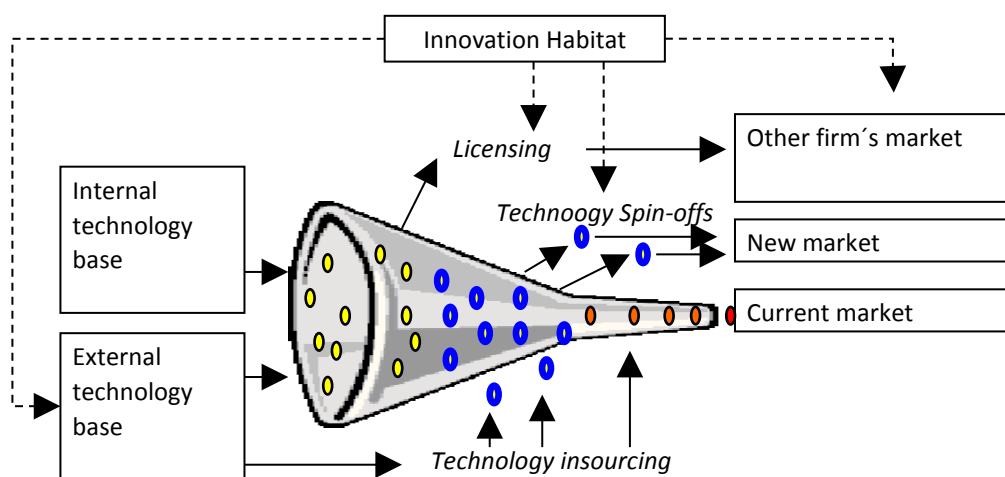 Innovation Habitat
Licensing
Other firm´s market
Internal
technology
base
Technoogy Spin-offs
New market
Current market
External
technology
base
Technology insourcing